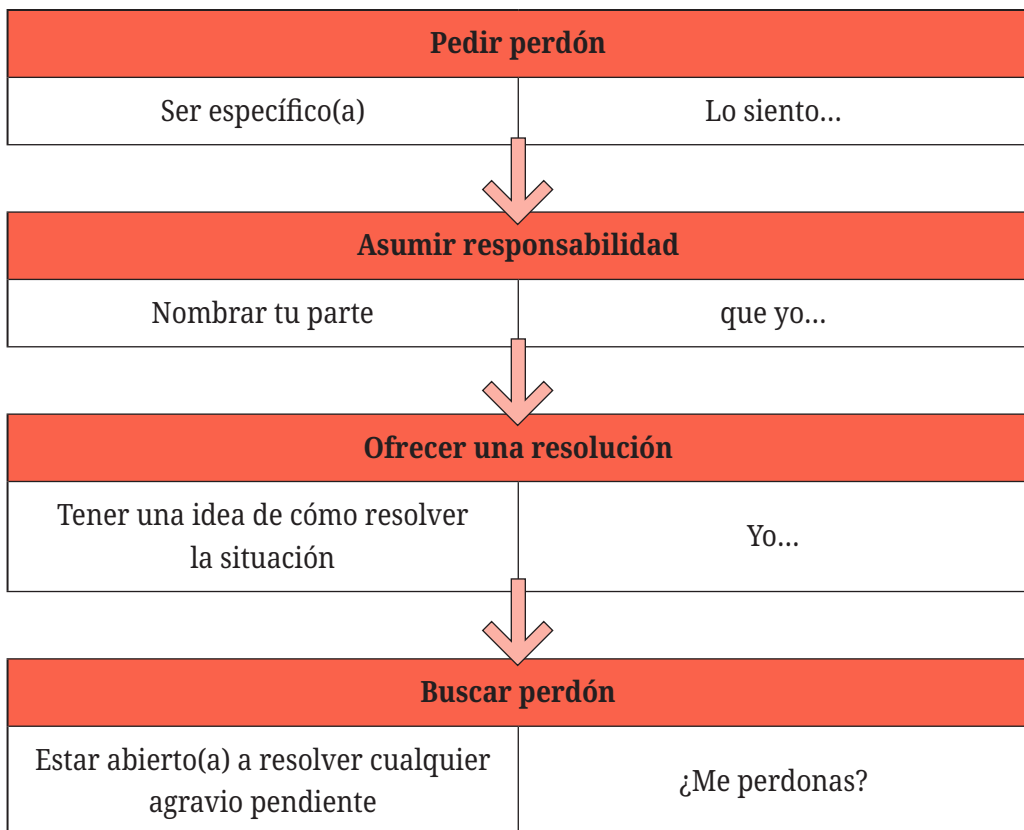 Pedir perdón
Ser específico(a)
Lo siento...
Asumir responsabilidad
Nombrar tu parte
que yo...
Ofrecer una resolución
Tener una idea de cómo resolver
la situación
Yo...
Buscar perdón
Estar abierto(a) a resolver cualquier
agravio pendiente
¿Me perdonas?